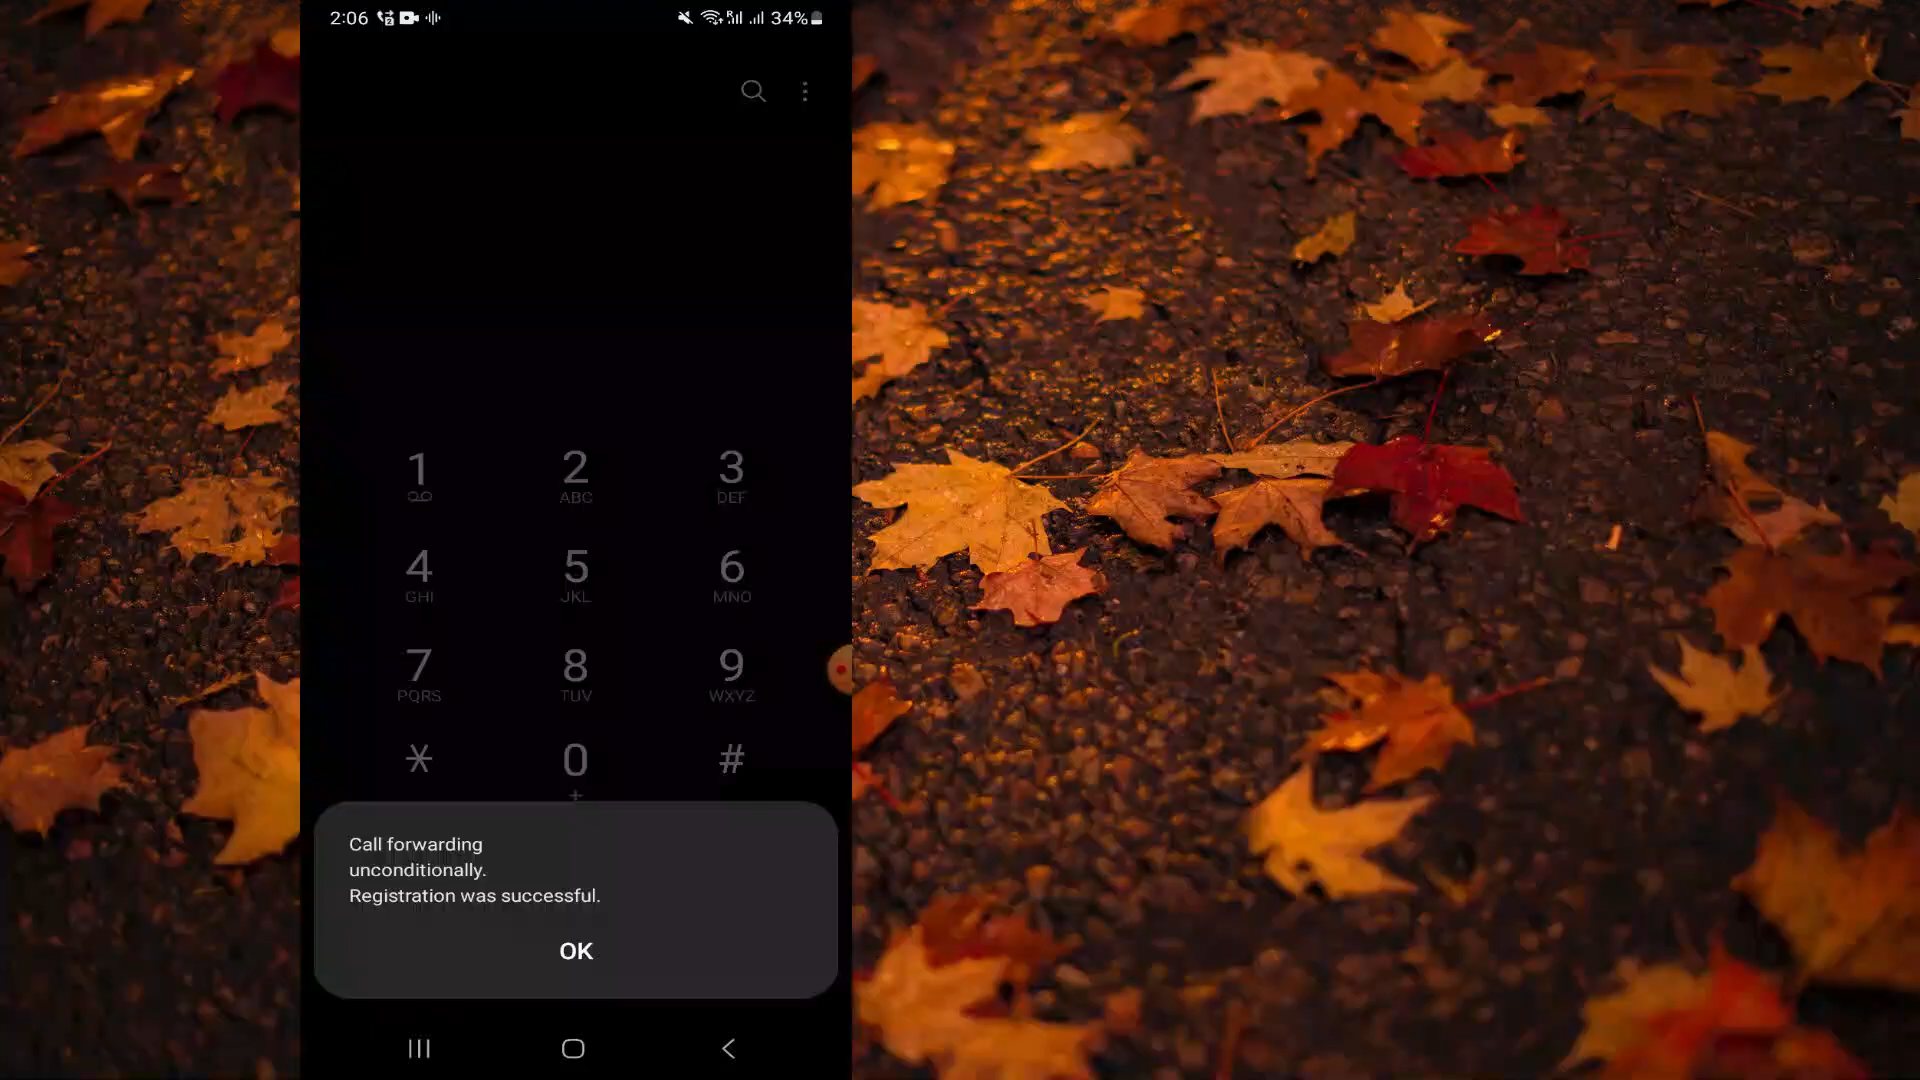 2:06
34%
1
2
ABC
3
DEF
4
GHI
5
JKL
6
MNO
7
PQRS
8
TUV
9
WXYZ
*
0
+
#
Call forwarding
unconditionally.
Registration was successful.
OK